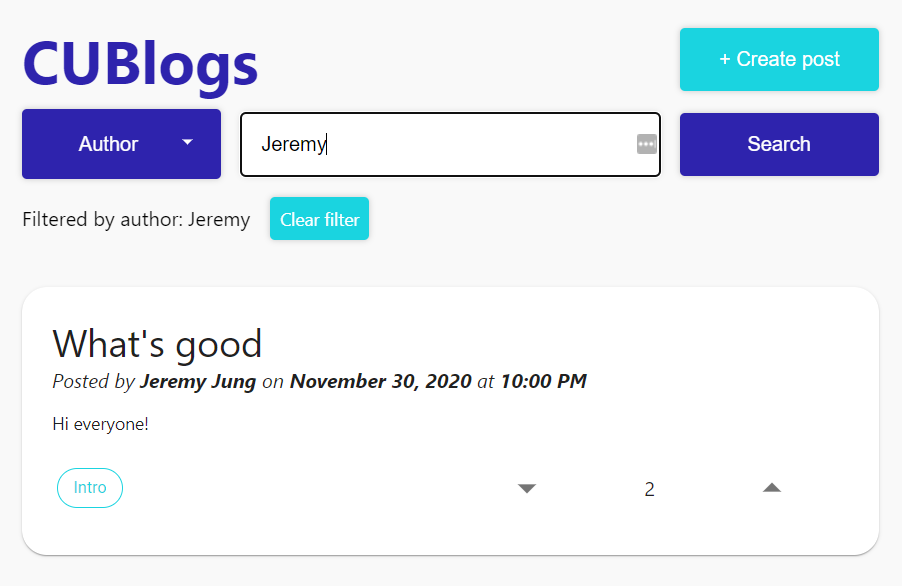 CUBlogs
+ Create post
Author
Jeremy
Search
Filtered by author: Jeremy
Clear filter
What's good
Posted by Jeremy Jung on November 30, 2020 at 10:00 PM
Hi everyone!
Intro
2